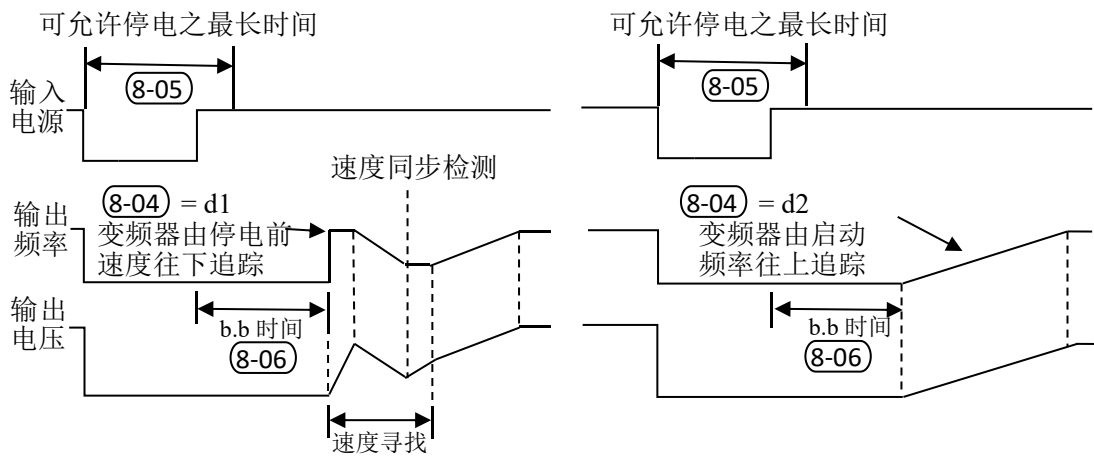 可允许停电之最长时间
8-05
输入
电源
速度同步检测
8-04 = d1
输出
频率
变频器由停电前
速度往下追踪
输出
电压
b.b 时间
8-06
速度寻找
可允许停电之最长时间
8-05
8-04 = d2
变频器由启动
频率往上追踪
b.b 时间
8-06